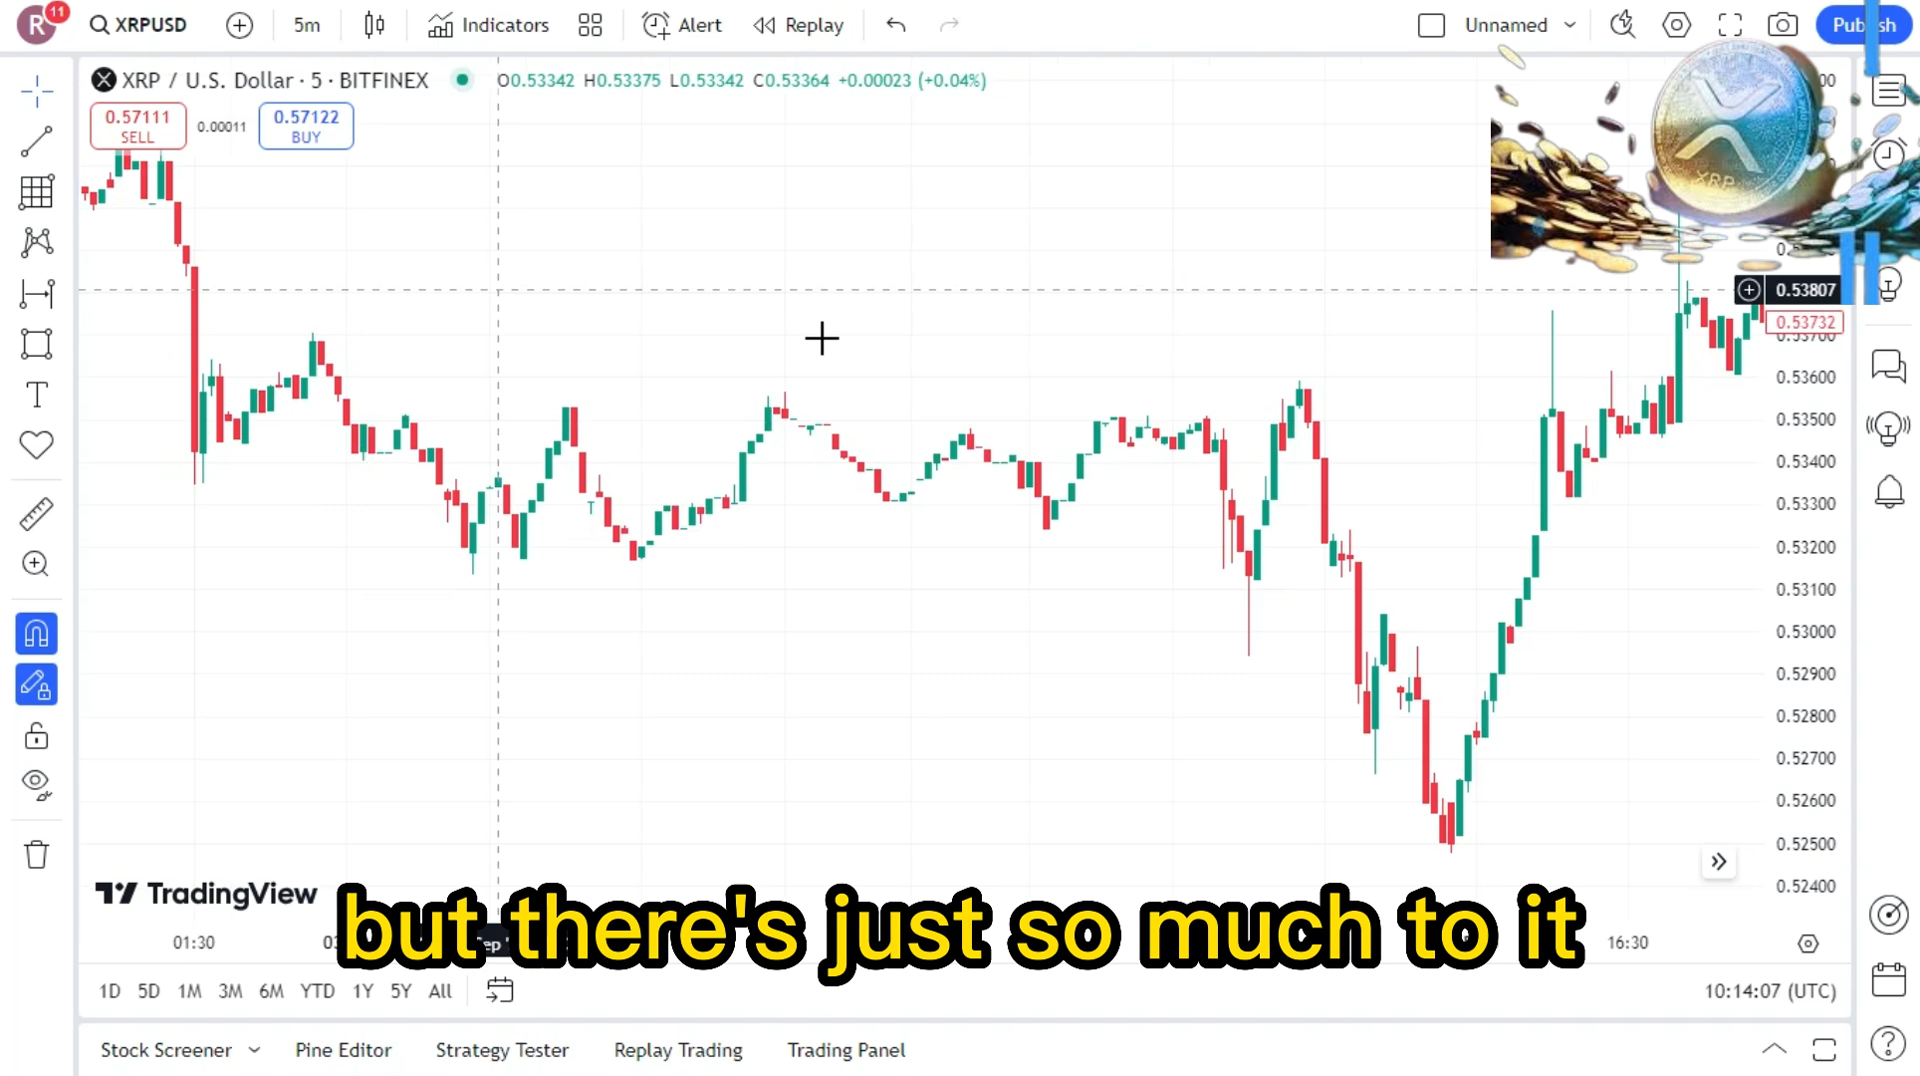 R
11
XRPUSD
5m
Indicators
Alert
Replay
Unnamed
Publish
XRP / U.S. Dollar · 5 · BITFINEX
O0.53342 H0.53375 L0.53342 C0.53364 +0.00023 (+0.04%)
0.57111
SELL
0.00011
0.57122
BUY
XRP
0.53807
0.53732
0.53700
0.53600
0.53500
0.53400
0.53300
0.53200
0.53100
0.53000
0.52900
0.52800
0.52700
0.52600
0.52500
0.52400
TradingView
but there's just so much to it
01:30
16:30
1D 5D 1M 3M 6M YTD 1Y 5Y All
10:14:07 (UTC)
Stock Screener
Pine Editor
Strategy Tester
Replay Trading
Trading Panel